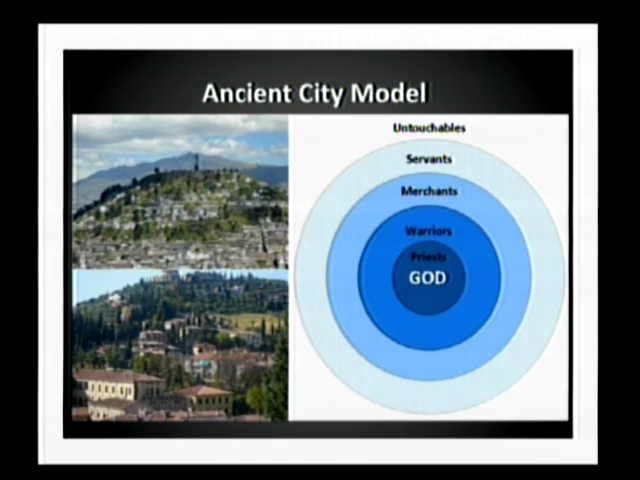 Ancient City Model
Untouchables
Servants
Merchants
Warriors
Priests
GOD